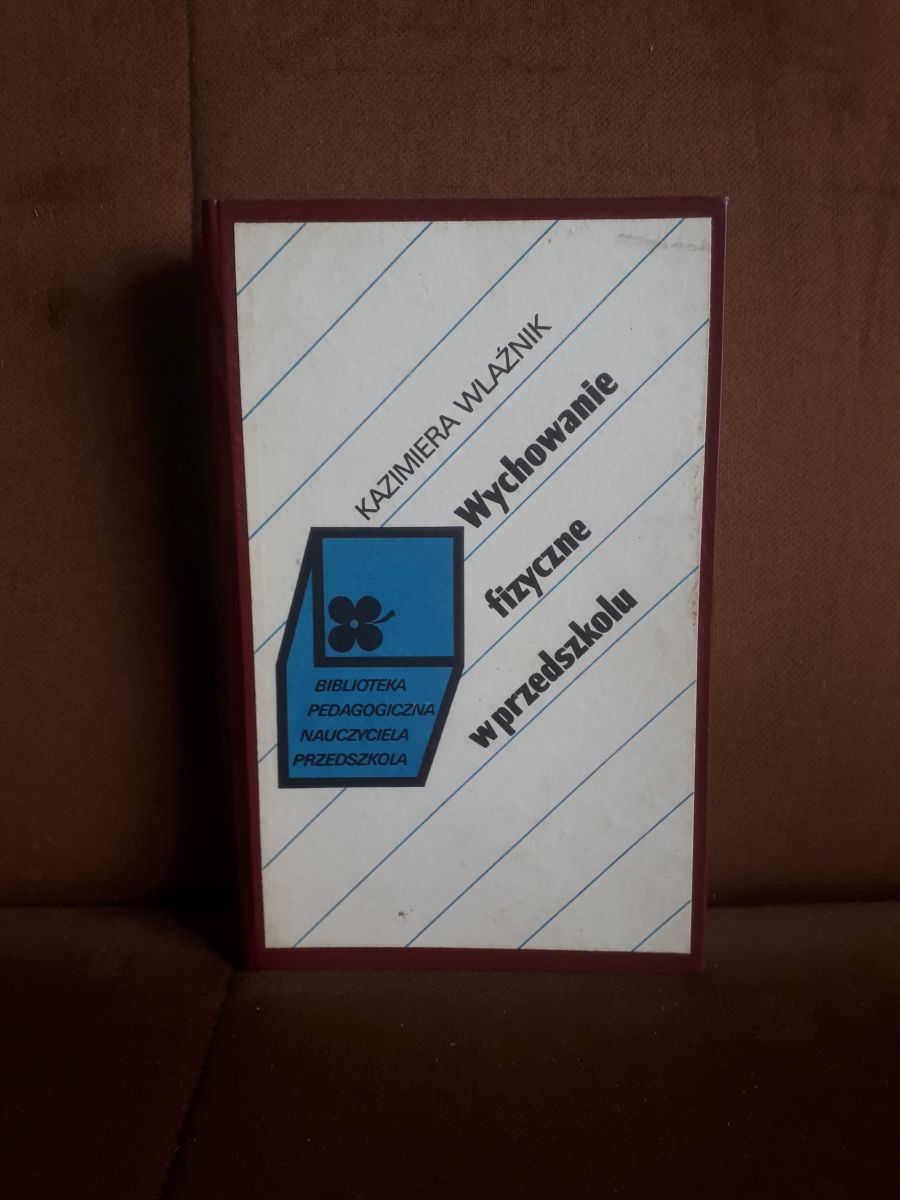 KAZIMIERA WLAŹNIK
Wychowanie
fizyczne
w przedszkolu
BIBLIOTEKA
PEDAGOGICZNA
NAUCZYCIELA
PRZEDSZKOLA